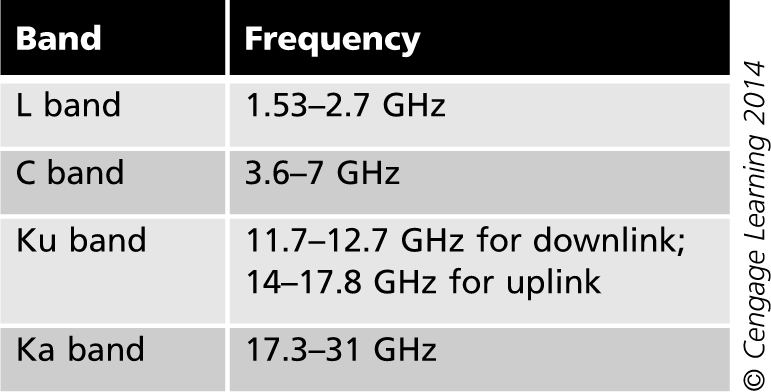 Band Frequency
L band 1.53–2.7 GHz
C band 3.6–7 GHz
Ku band 11.7–12.7 GHz for downlink;
14–17.8 GHz for uplink
Ka band 17.3–31 GHz
© Cengage Learning 2014